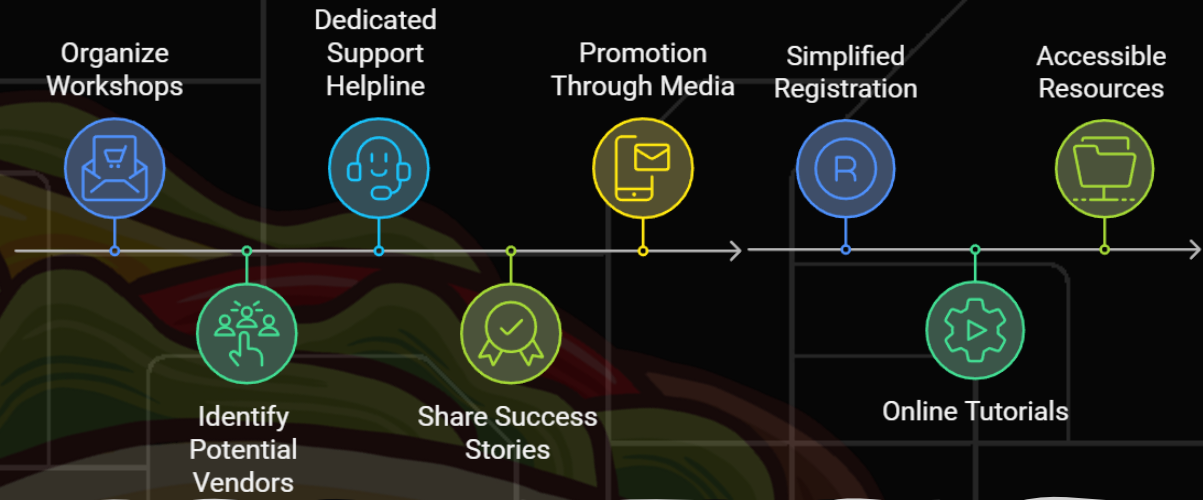 Organize
Workshops
Identify
Potential
Vendors
Dedicated
Support
Helpline
Share Success
Stories
Promotion
Through Media
Simplified
Registration
R
Online Tutorials
Accessible
Resources